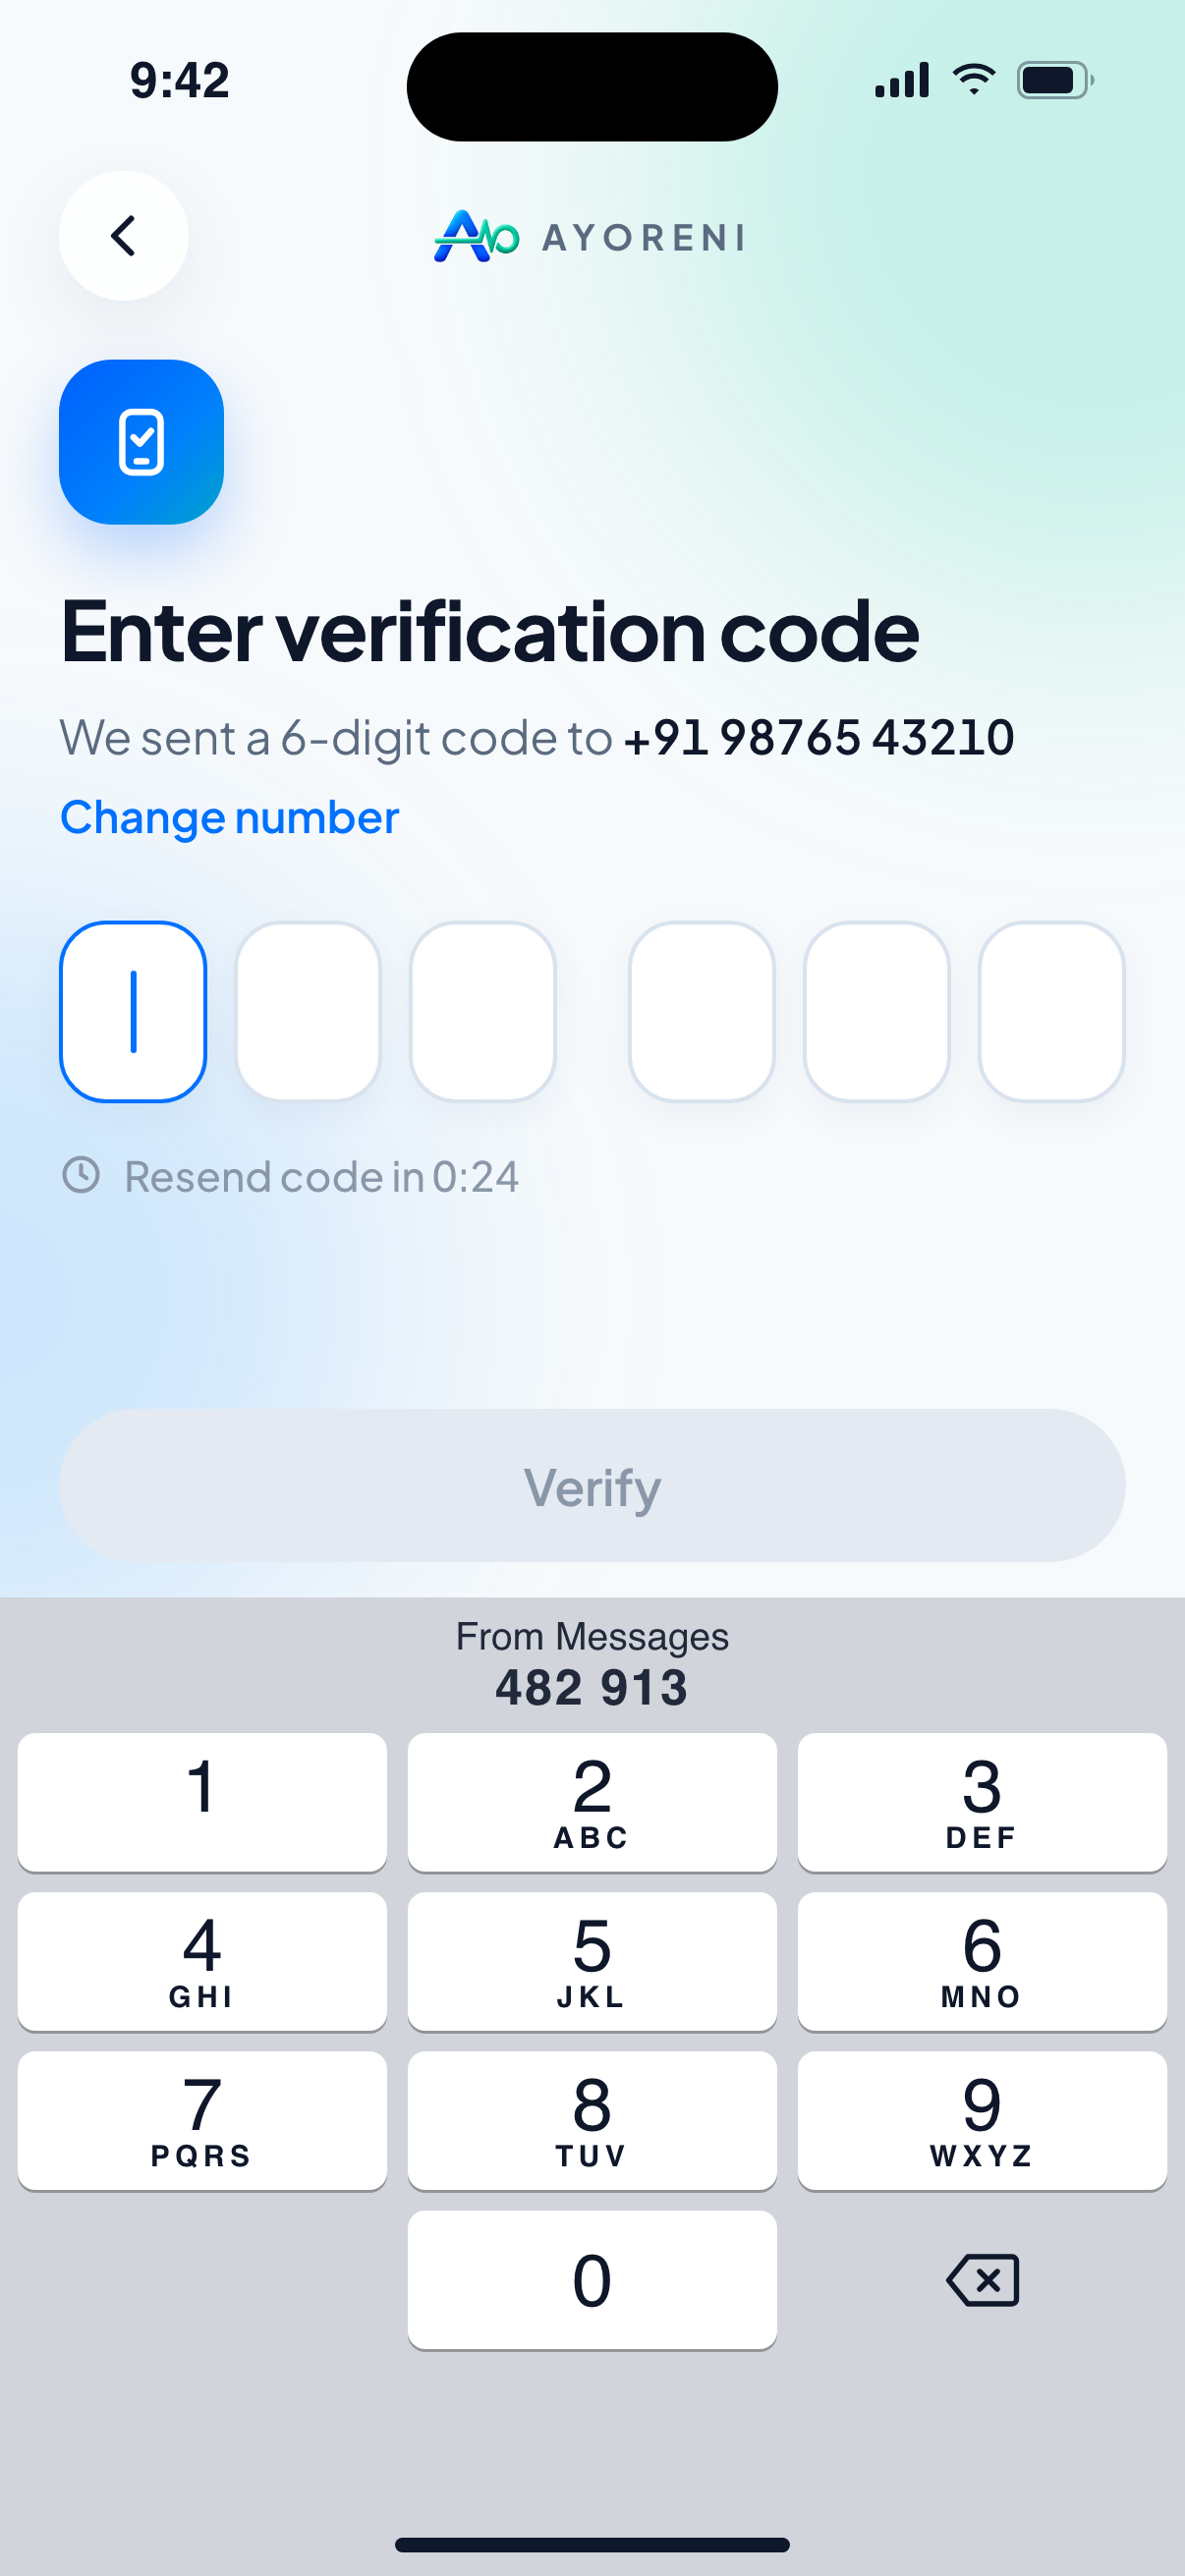 9:42
AYORENI
Enter verification code
We sent a 6-digit code to +91 98765 43210
Change number
Resend code in 0:24
Verify
From Messages
482 913
1
2
ABC
3
DEF
4
GHI
5
JKL
6
MNO
7
PQRS
8
TUV
9
WXYZ
0